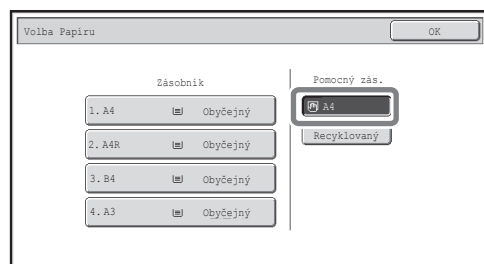 Volba Papíru
OK
Zásobník
1. A4 Obyčejný
2. A4R Obyčejný
3. B4 Obyčejný
4. A3 Obyčejný
Pomocný zás.
A4
Recyklovaný